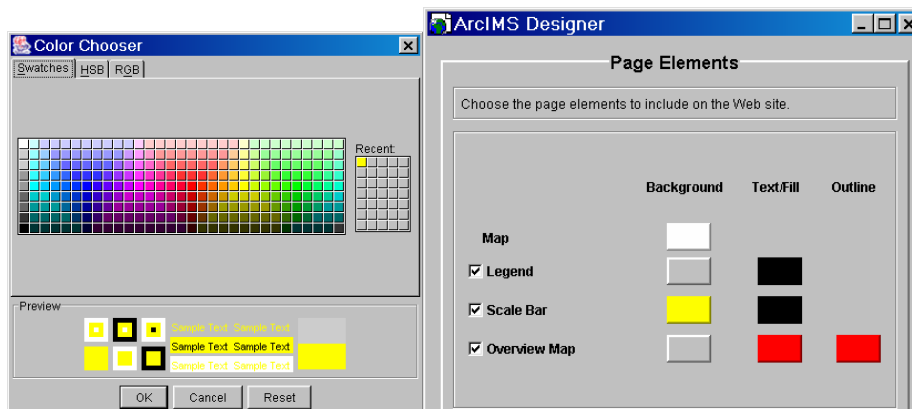 Color Chooser
Swatches HSB RGB
Recent:
Preview
Sample Text Sample Text
Sample Text Sample Text
Sample Text Sample Text
OK Cancel Reset
ArcIMS Designer
Page Elements
Choose the page elements to include on the Web site.
Background Text/Fill Outline
Map
Legend
Scale Bar
Overview Map